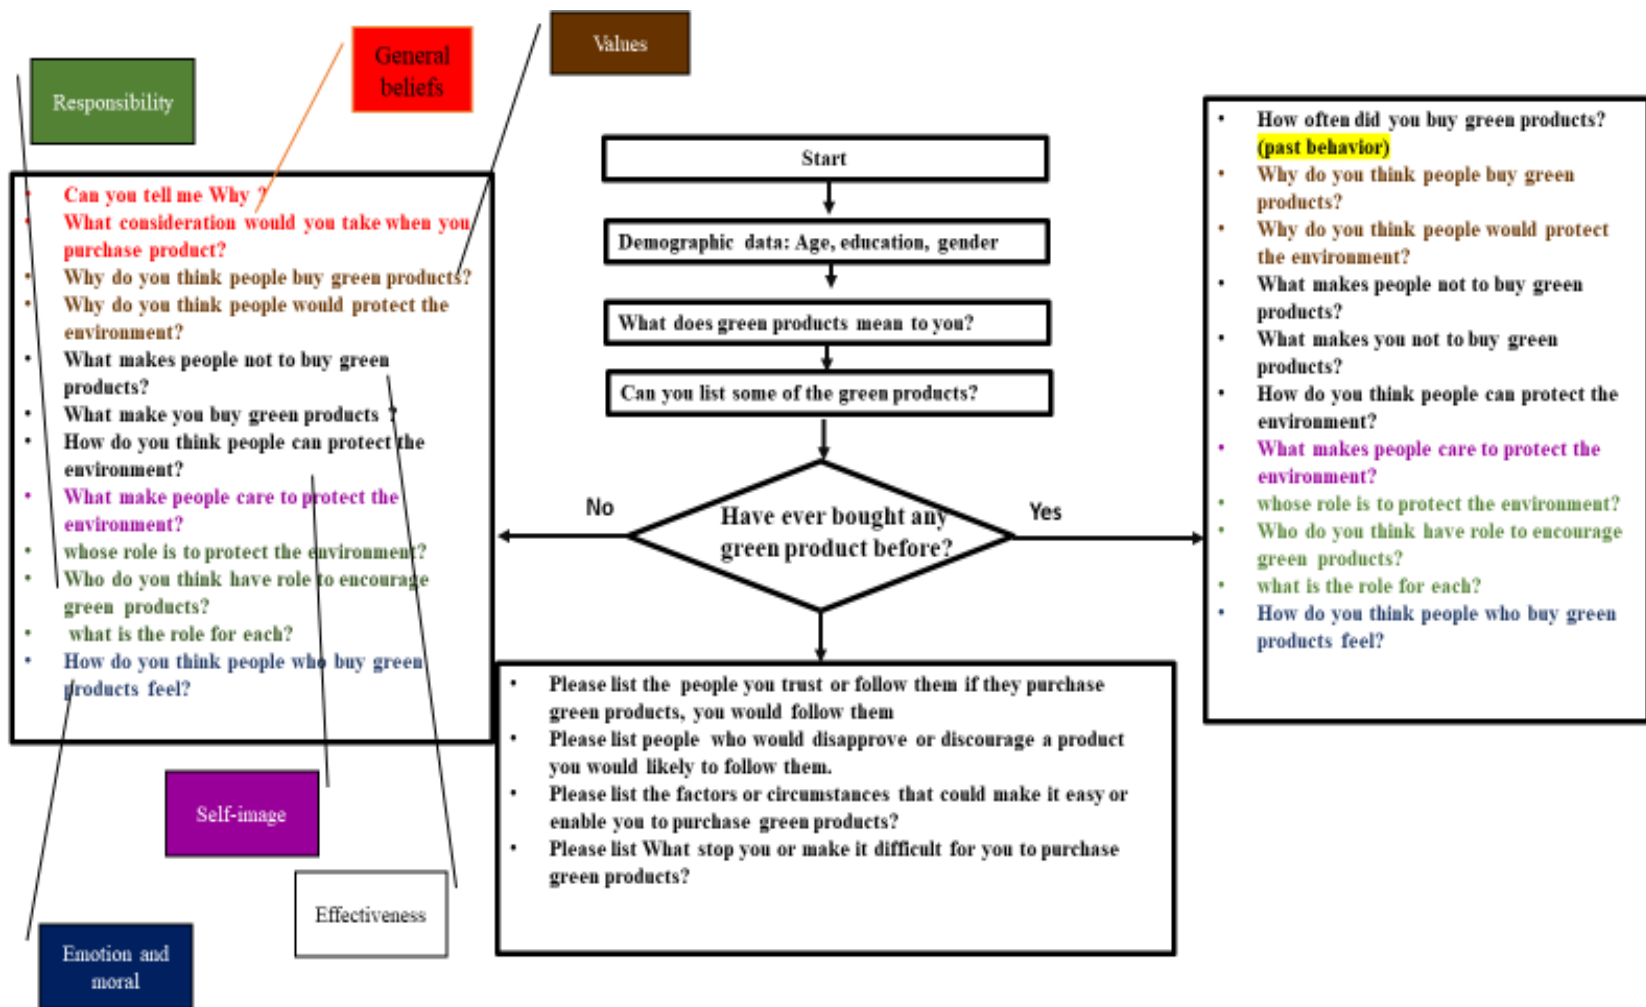 Values
General
beliefs
Responsibility
Start
Demographic data: Age, education, gender
What does green products mean to you?
Can you list some of the green products?
Have ever bought any
green product before?
No
Yes
• Can you tell me Why ?
• What consideration would you take when you
purchase product?
• Why do you think people buy green products?
• Why do you think people would protect the
environment?
• What makes people not to buy green
products?
• What make you buy green products ?
• How do you think people can protect the
environment?
• What make people care to protect the
environment?
• whose role is to protect the environment?
• Who do you think have role to encourage
green products?
• what is the role for each?
• How do you think people who buy green
products feel?
• How often did you buy green products?
(past behavior)
• Why do you think people buy green
products?
• Why do you think people would protect
the environment?
• What makes people not to buy green
products?
• What makes you not to buy green
products?
• How do you think people can protect the
environment?
• What makes people care to protect the
environment?
• whose role is to protect the environment?
• Who do you think have role to encourage
green products?
• what is the role for each?
• How do you think people who buy green
products feel?
• Please list the people you trust or follow them if they purchase
green products, you would follow them
• Please list people who would disapprove or discourage a product
you would likely to follow them.
• Please list the factors or circumstances that could make it easy or
enable you to purchase green products?
• Please list What stop you or make it difficult for you to purchase
green products?
Self-image
Effectiveness
Emotion and
moral